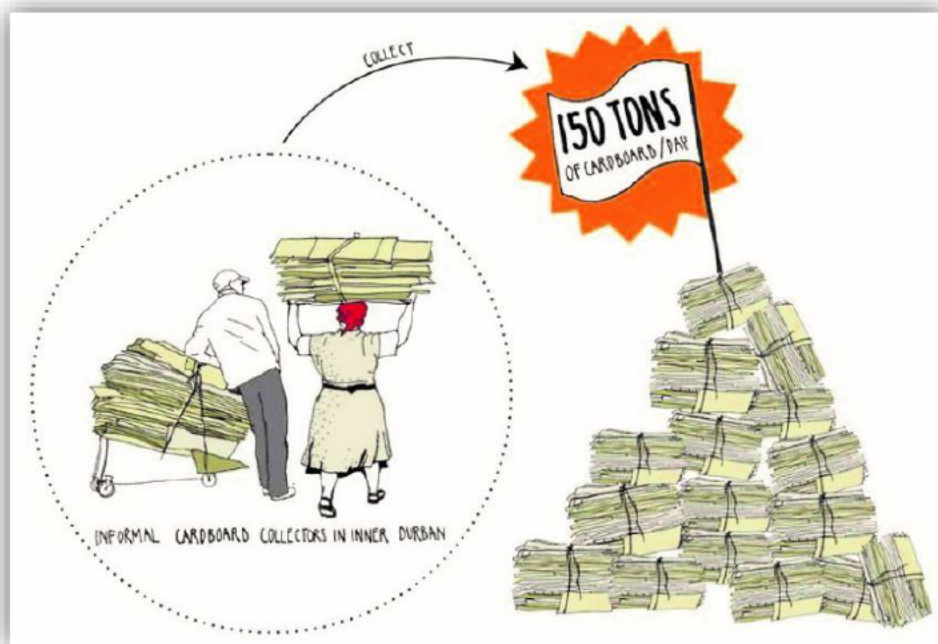 COLLECT
150 TONS
OF CARDBOARD/DAY
INFORMAL CARDBOARD COLLECTORS IN INNER DURBAN